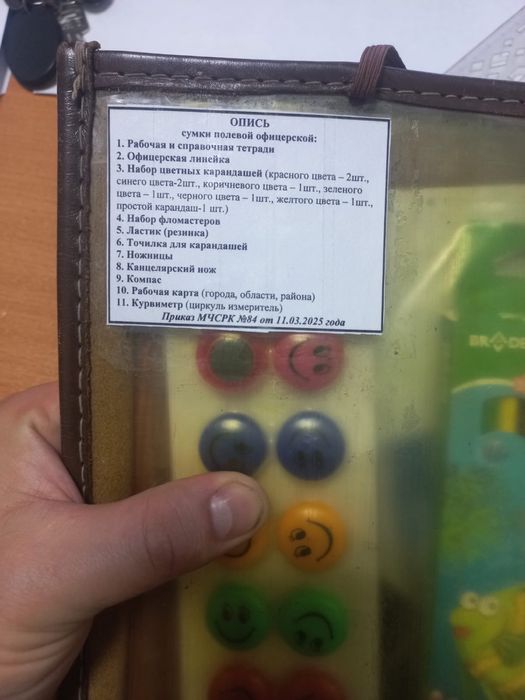 ОПИСЬ
сумки полевой офицерской:
1. Рабочая и справочная тетради
2. Офицерская линейка
3. Набор цветных карандашей (красного цвета – 2шт.,
синего цвета-2шт., коричневого цвета – 1шт., зеленого
цвета – 1шт., черного цвета – 1шт., желтого цвета – 1шт.,
простой карандаш-1 шт.)
4. Набор фломастеров
5. Ластик (резинка)
6. Точилка для карандашей
7. Ножницы
8. Канцелярский нож
9. Компас
10. Рабочая карта (города, области, района)
11. Курвиметр (циркуль измеритель)
Приказ МЧСРК №84 от 11.03.2025 года